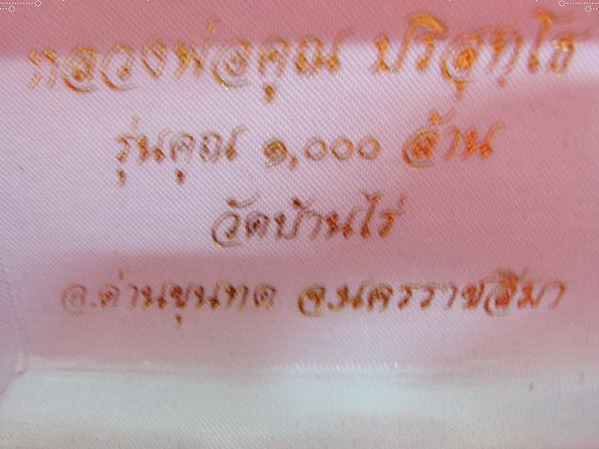 หลวงพ่อคูณ ปริสุทฺโธ
รุ่นคูณ ๑,๐๐๐ ล้าน
วัดบ้านไร่
อ.ด่านขุนทด จ.นครราชสีมา